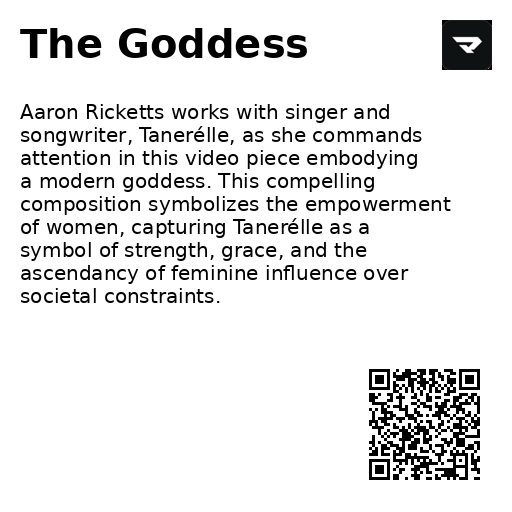 The Goddess
Aaron Ricketts works with singer and
songwriter, Tanerélle, as she commands
attention in this video piece embodying
a modern goddess. This compelling
composition symbolizes the empowerment
of women, capturing Tanerélle as a
symbol of strength, grace, and the
ascendancy of feminine influence over
societal constraints.